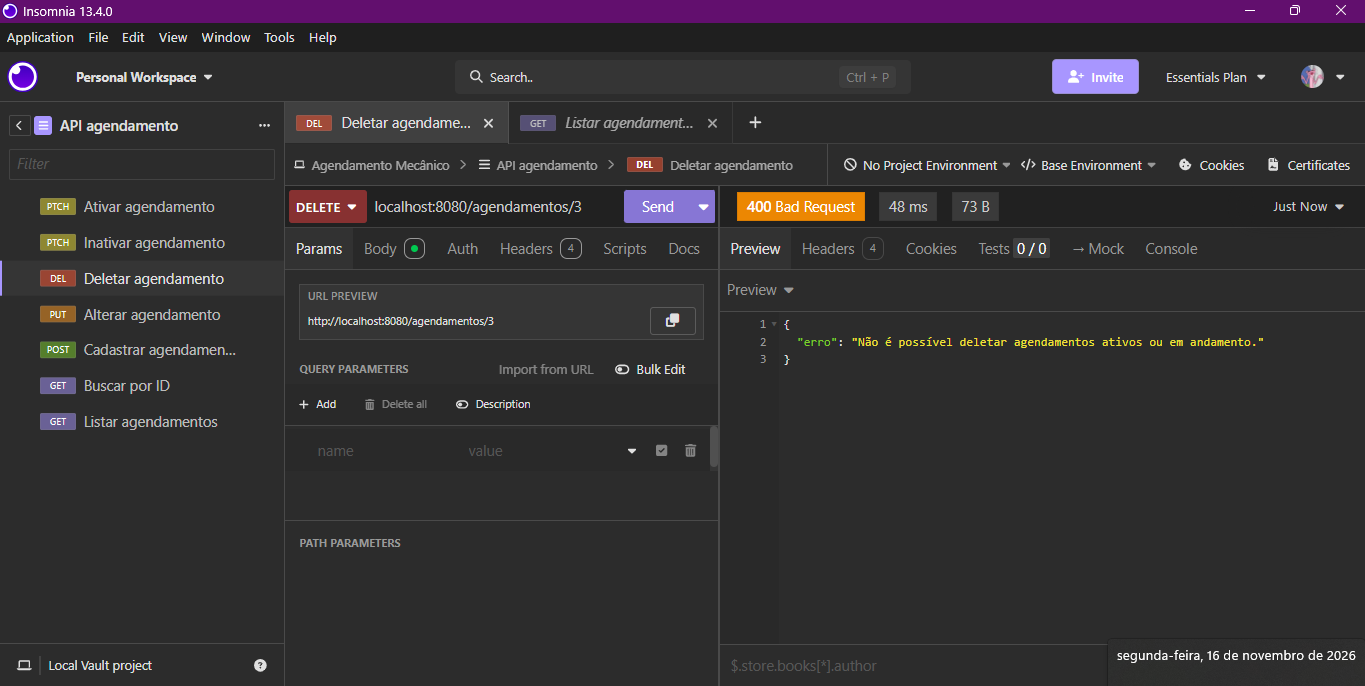 Insomnia 13.4.0
Application File Edit View Window Tools Help
Personal Workspace
Search..
Ctrl + P
Invite
Essentials Plan
API agendamento
Filter
PTCH Ativar agendamento
PTCH Inativar agendamento
DEL Deletar agendamento
PUT Alterar agendamento
POST Cadastrar agendamen...
GET Buscar por ID
GET Listar agendamentos
Local Vault project
DEL Deletar agendame...
GET Listar agendament...
Agendamento Mecânico > API agendamento > DEL Deletar agendamento
No Project Environment </> Base Environment Cookies Certificates
DELETE localhost:8080/agendamentos/3 Send
Params Body Auth Headers 4 Scripts Docs
URL PREVIEW
http://localhost:8080/agendamentos/3
QUERY PARAMETERS Import from URL Bulk Edit
+ Add Delete all Description
name value
PATH PARAMETERS
400 Bad Request 48 ms 73 B Just Now
Preview Headers 4 Cookies Tests 0 / 0 → Mock Console
Preview
1 {
2 "erro": "Não é possível deletar agendamentos ativos ou em andamento."
3 }
$.store.books[*].author
segunda-feira, 16 de novembro de 2026